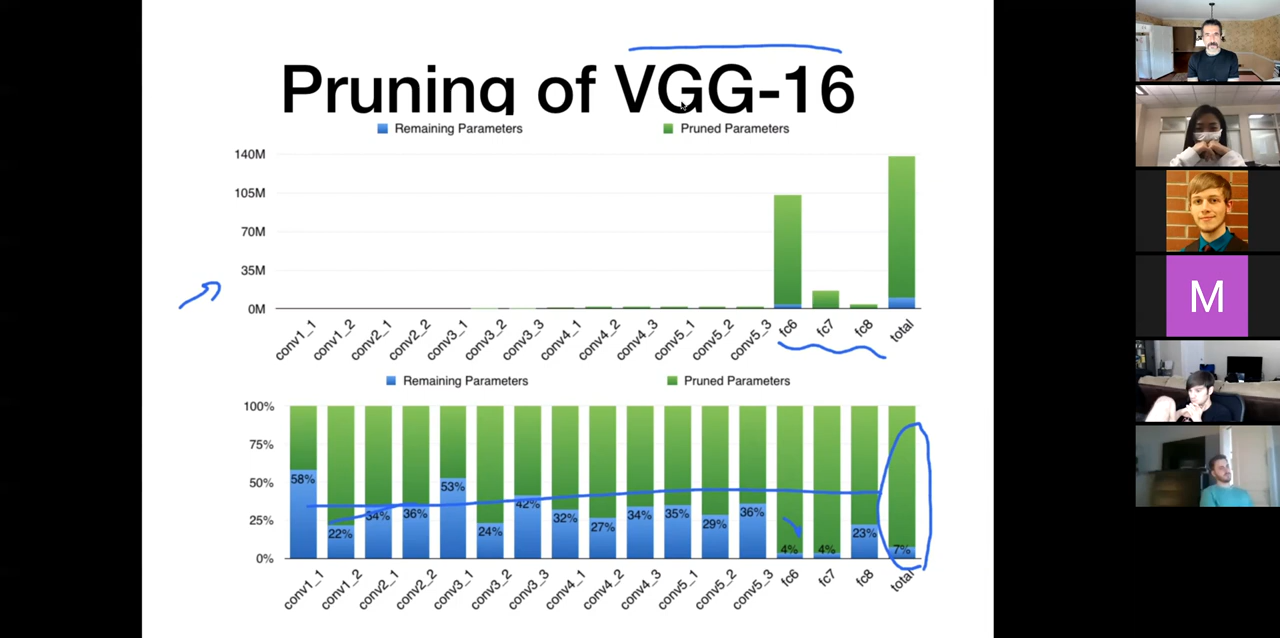 Pruning of VGG-16
Remaining Parameters Pruned Parameters
140M
105M
70M
35M
0M
conv1_1 conv1_2 conv2_1 conv2_2 conv3_1 conv3_2 conv3_3 conv4_1 conv4_2 conv4_3 conv5_1 conv5_2 conv5_3 fc6 fc7 fc8 total
Remaining Parameters Pruned Parameters
100%
75%
50%
25%
0%
58% 22% 34% 36% 53% 24% 42% 32% 27% 34% 35% 29% 36% 4% 4% 23% 7%
conv1_1 conv1_2 conv2_1 conv2_2 conv3_1 conv3_2 conv3_3 conv4_1 conv4_2 conv4_3 conv5_1 conv5_2 conv5_3 fc6 fc7 fc8 total
M